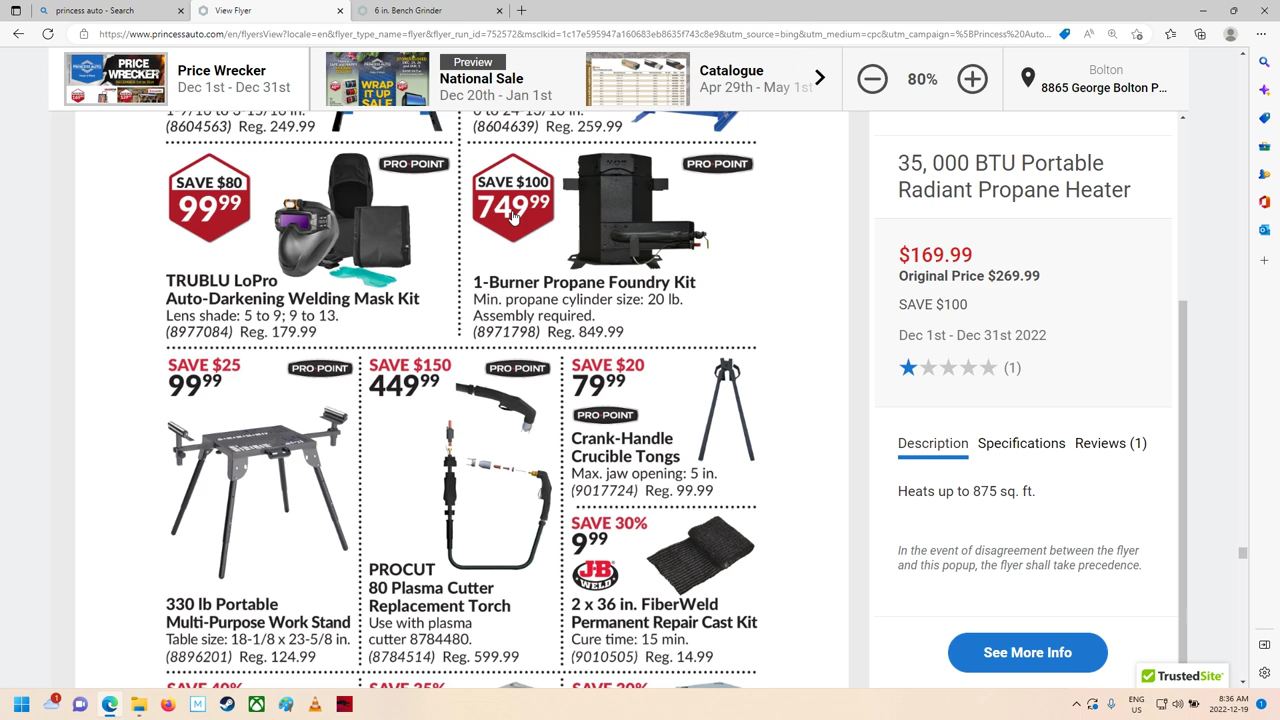 princess auto - Search
View Flyer
6 in. Bench Grinder
https://www.princessauto.com/en/flyersView?locale=en&flyer_type_name=flyer&flyer_run_id=752572&msclkid=1c17e595947a160683eb8635f743c8e9&utm_source=bing&utm_medium=cpc&utm_campaign=%5BPrincess%20Auto...
PRICE WRECKER
Price Wrecker
Dec 1st - Dec 31st
WRAP IT UP SALE
Preview
National Sale
Dec 20th - Jan 1st
Catalogue
Apr 29th - May 1st
80%
Bolton
8865 George Bolton P...
(8604563) Reg. 249.99
(8604639) Reg. 259.99
SAVE $80
99 99
PRO.POINT
TRUBLU LoPro
Auto-Darkening Welding Mask Kit
Lens shade: 5 to 9; 9 to 13.
(8977084) Reg. 179.99
SAVE $100
749 99
PRO.POINT
1-Burner Propane Foundry Kit
Min. propane cylinder size: 20 lb.
Assembly required.
(8971798) Reg. 849.99
SAVE $25
99 99
PRO.POINT
330 lb Portable
Multi-Purpose Work Stand
Table size: 18-1/8 x 23-5/8 in.
(8896201) Reg. 124.99
SAVE $150
449 99
PRO.POINT
PROCUT
80 Plasma Cutter
Replacement Torch
Use with plasma
cutter 8784480.
(8784514) Reg. 599.99
SAVE $20
79 99
PRO.POINT
Crank-Handle
Crucible Tongs
Max. jaw opening: 5 in.
(9017724) Reg. 99.99
SAVE 30%
9 99
J-B WELD
2 x 36 in. FiberWeld
Permanent Repair Cast Kit
Cure time: 15 min.
(9010505) Reg. 14.99
35, 000 BTU Portable
Radiant Propane Heater
$169.99
Original Price $269.99
SAVE $100
Dec 1st - Dec 31st 2022
(1)
Description Specifications Reviews (1)
Heats up to 875 sq. ft.
In the event of disagreement between the flyer
and this popup, the flyer shall take precedence.
See More Info
TrustedSite
ENG
US
8:36 AM
2022-12-19